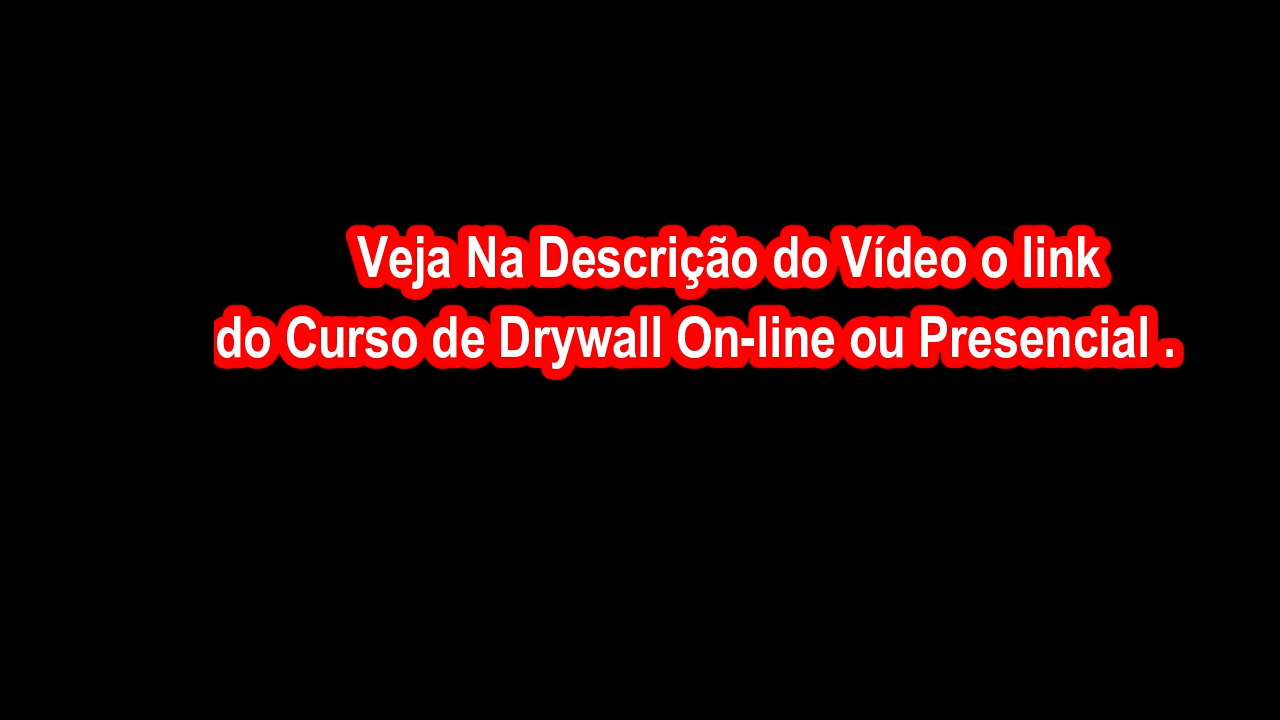 Veja Na Descrição do Vídeo o link
do Curso de Drywall On-line ou Presencial .